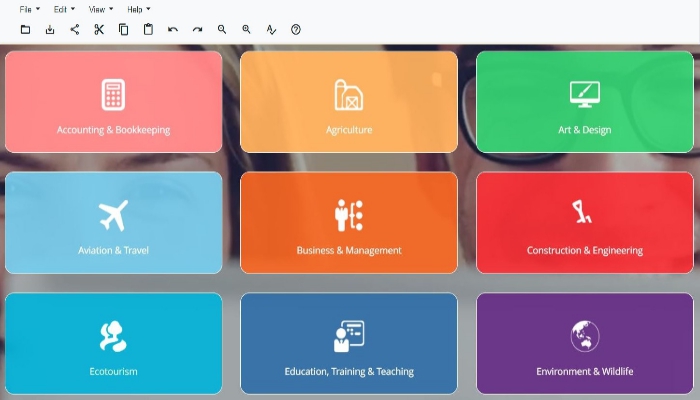 File Edit View Help
Accounting & Bookkeeping
Agriculture
Art & Design
Aviation & Travel
Business & Management
Construction & Engineering
Ecotourism
Education, Training & Teaching
Environment & Wildlife